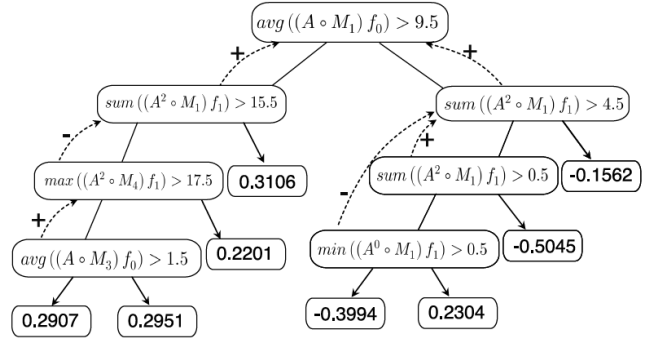 avg ((A ∘ M₁) f₀) > 9.5
+
+
sum ((A² ∘ M₁) f₁) > 15.5
sum ((A² ∘ M₁) f₁) > 4.5
-
+
max ((A² ∘ M₄) f₁) > 17.5
0.3106
sum ((A² ∘ M₁) f₁) > 0.5
-0.1562
-
+
avg ((A ∘ M₃) f₀) > 1.5
0.2201
min ((A⁰ ∘ M₁) f₁) > 0.5
-0.5045
0.2907
0.2951
-0.3994
0.2304